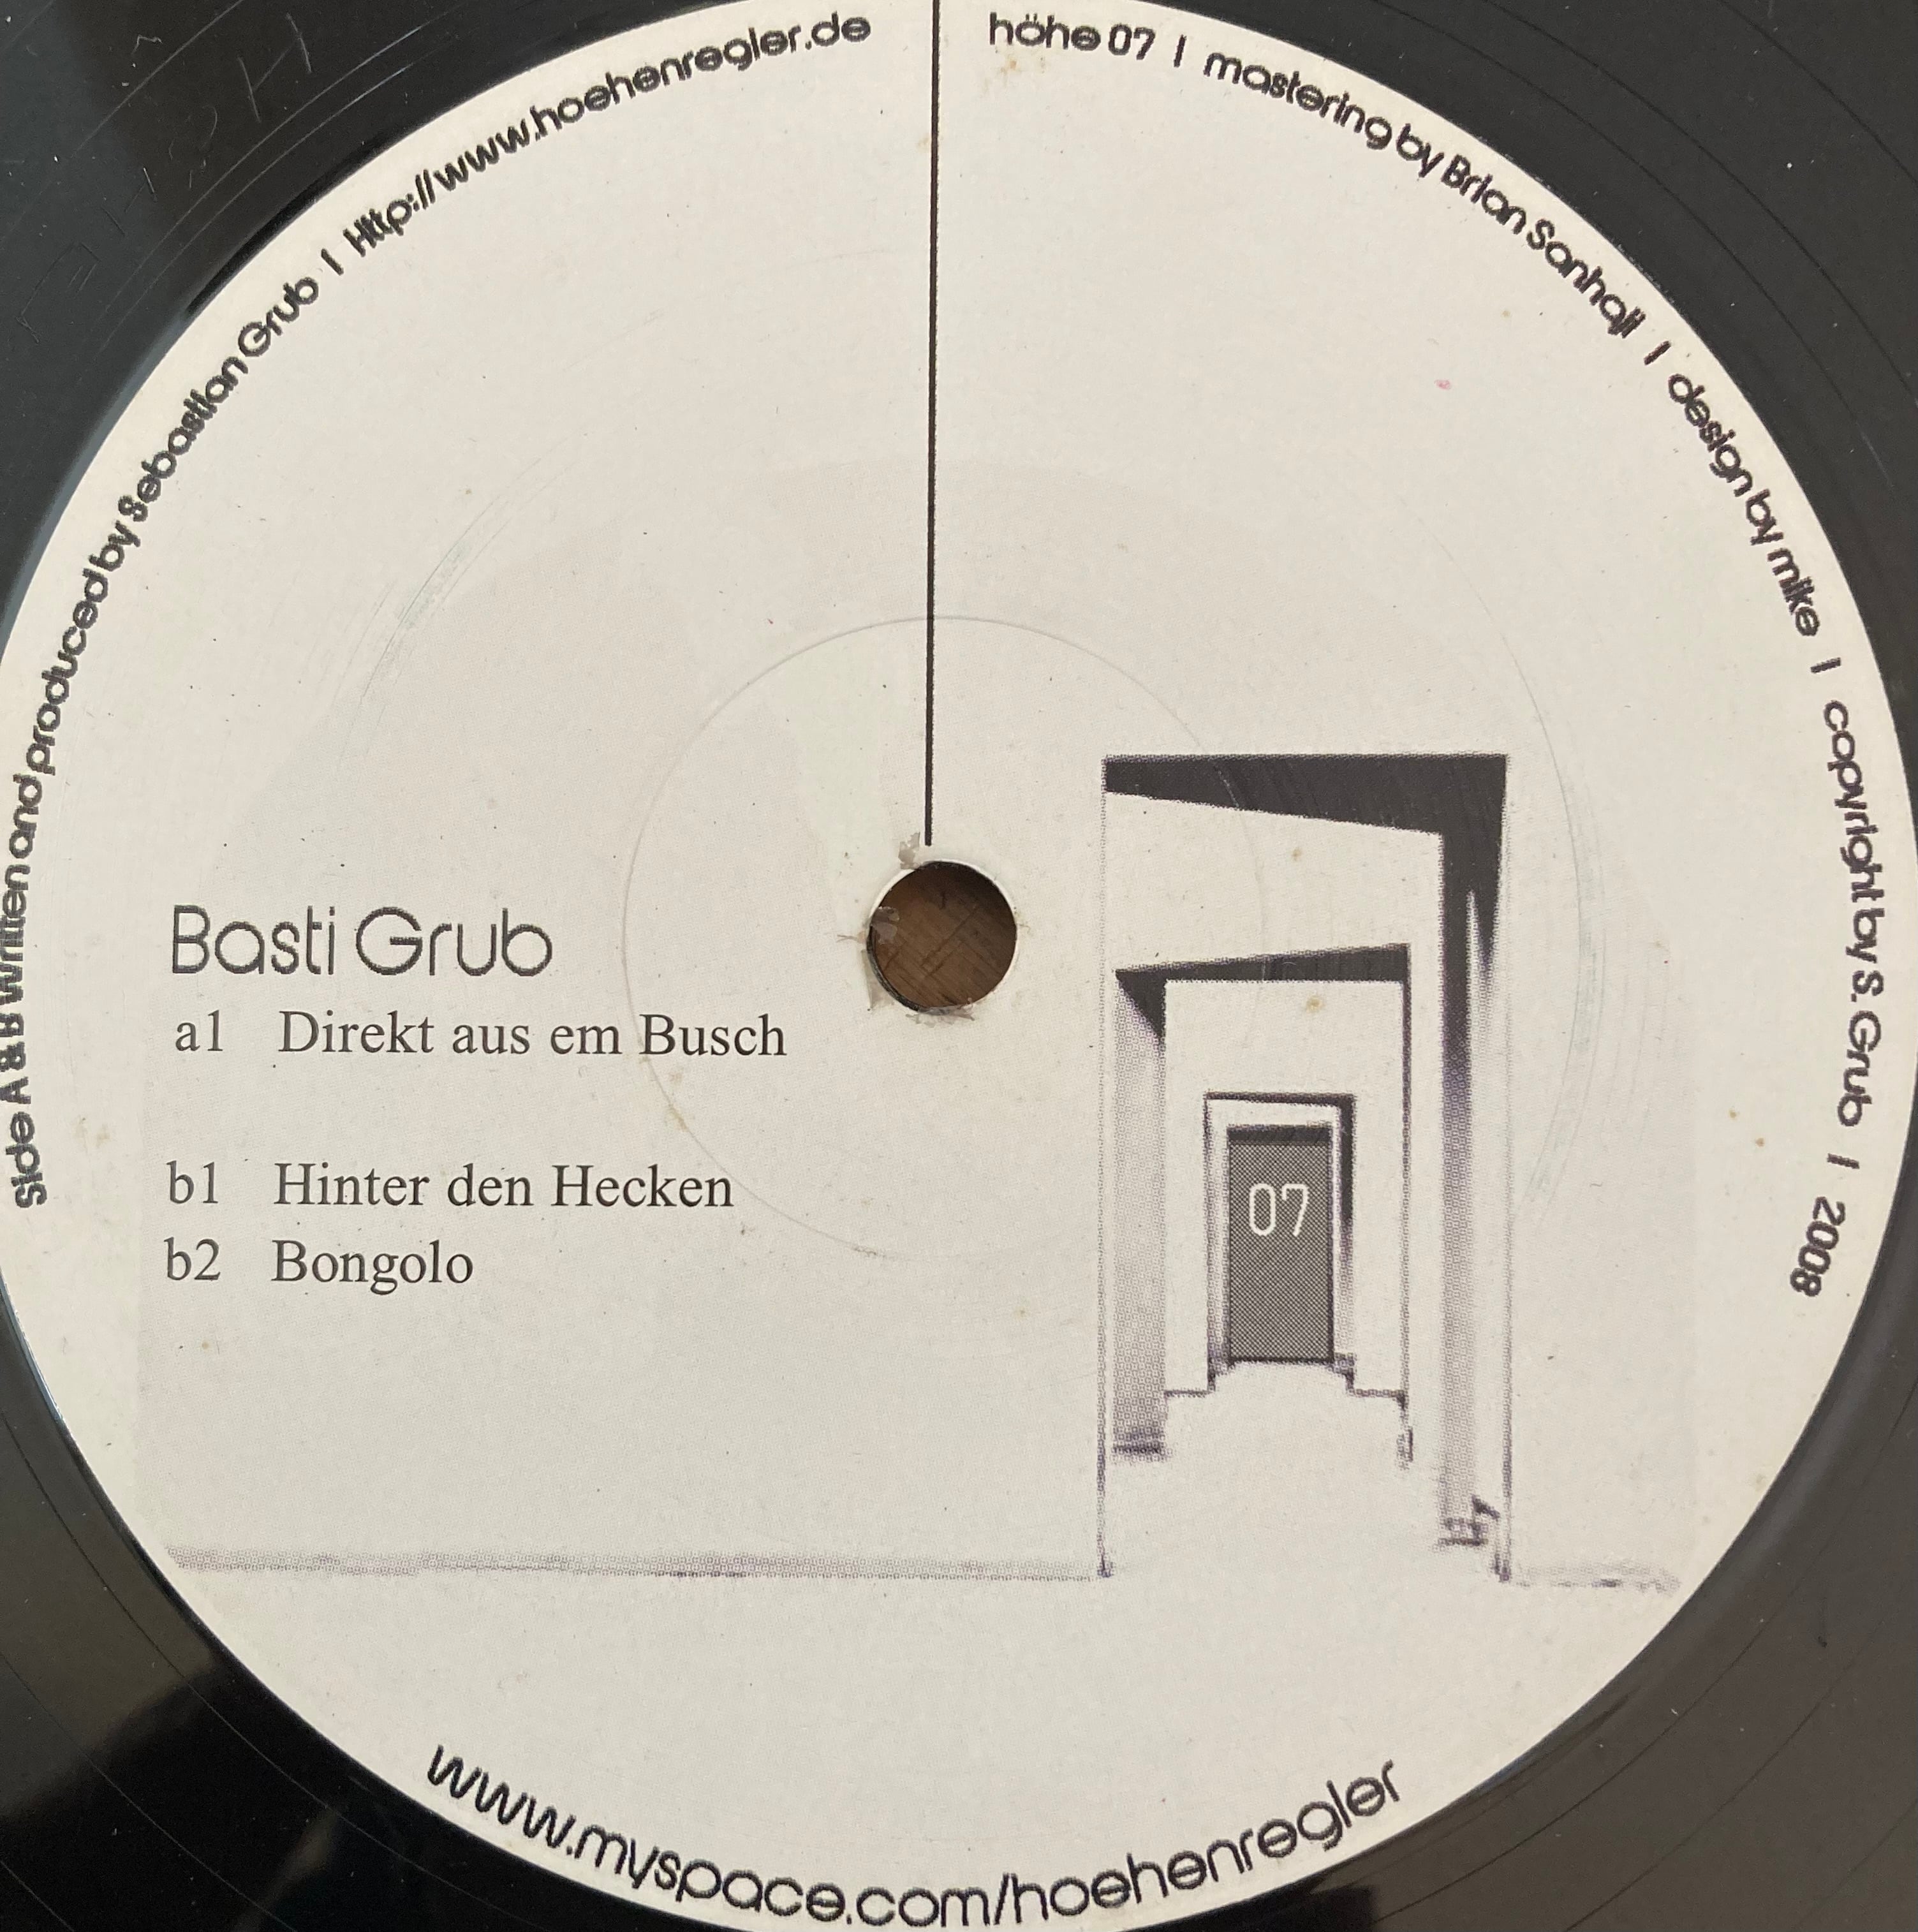 Side A & B written and produced by Sebastian Grub I Http://www.hoehenregler.de
höhe 07 I mastering by Brian Sanhaji I design by mike I copyright by S. Grub I 2008
Basti Grub
a1 Direkt aus em Busch
b1 Hinter den Hecken
b2 Bongolo
07
www.myspace.com/hoehenregler